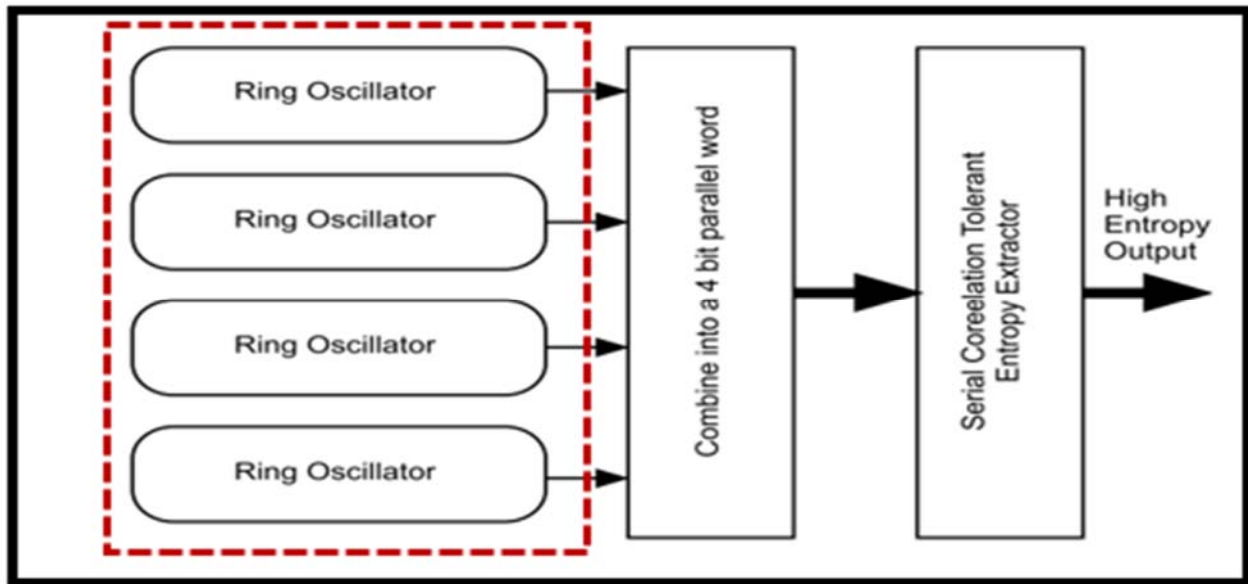 Ring Oscillator
Ring Oscillator
Ring Oscillator
Ring Oscillator
Combine into a 4 bit parallel word
Serial Coreelation Tolerant
Entropy Extractor
High
Entropy
Output